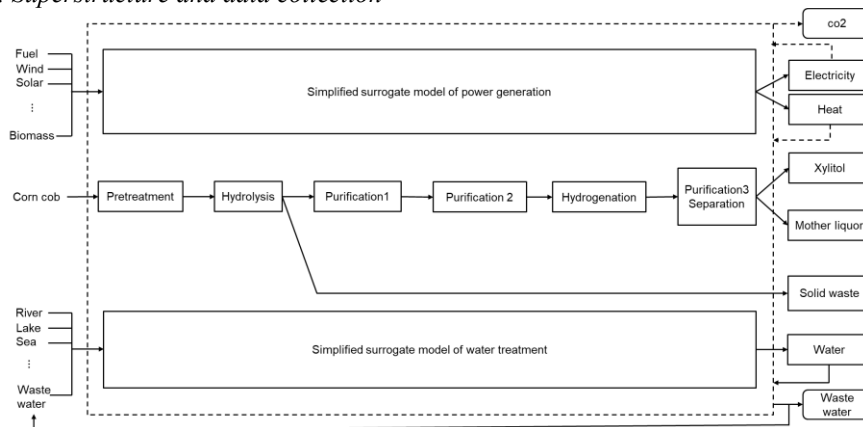 Superstructure and data collection
co2
Fuel
Wind
Solar
⋮
Biomass
Simplified surrogate model of power generation
Electricity
Heat
Corn cob
Pretreatment
Hydrolysis
Purification1
Purification 2
Hydrogenation
Purification3
Separation
Xylitol
Mother liquor
Solid waste
River
Lake
Sea
⋮
Waste
water
Simplified surrogate model of water treatment
Water
Waste
water